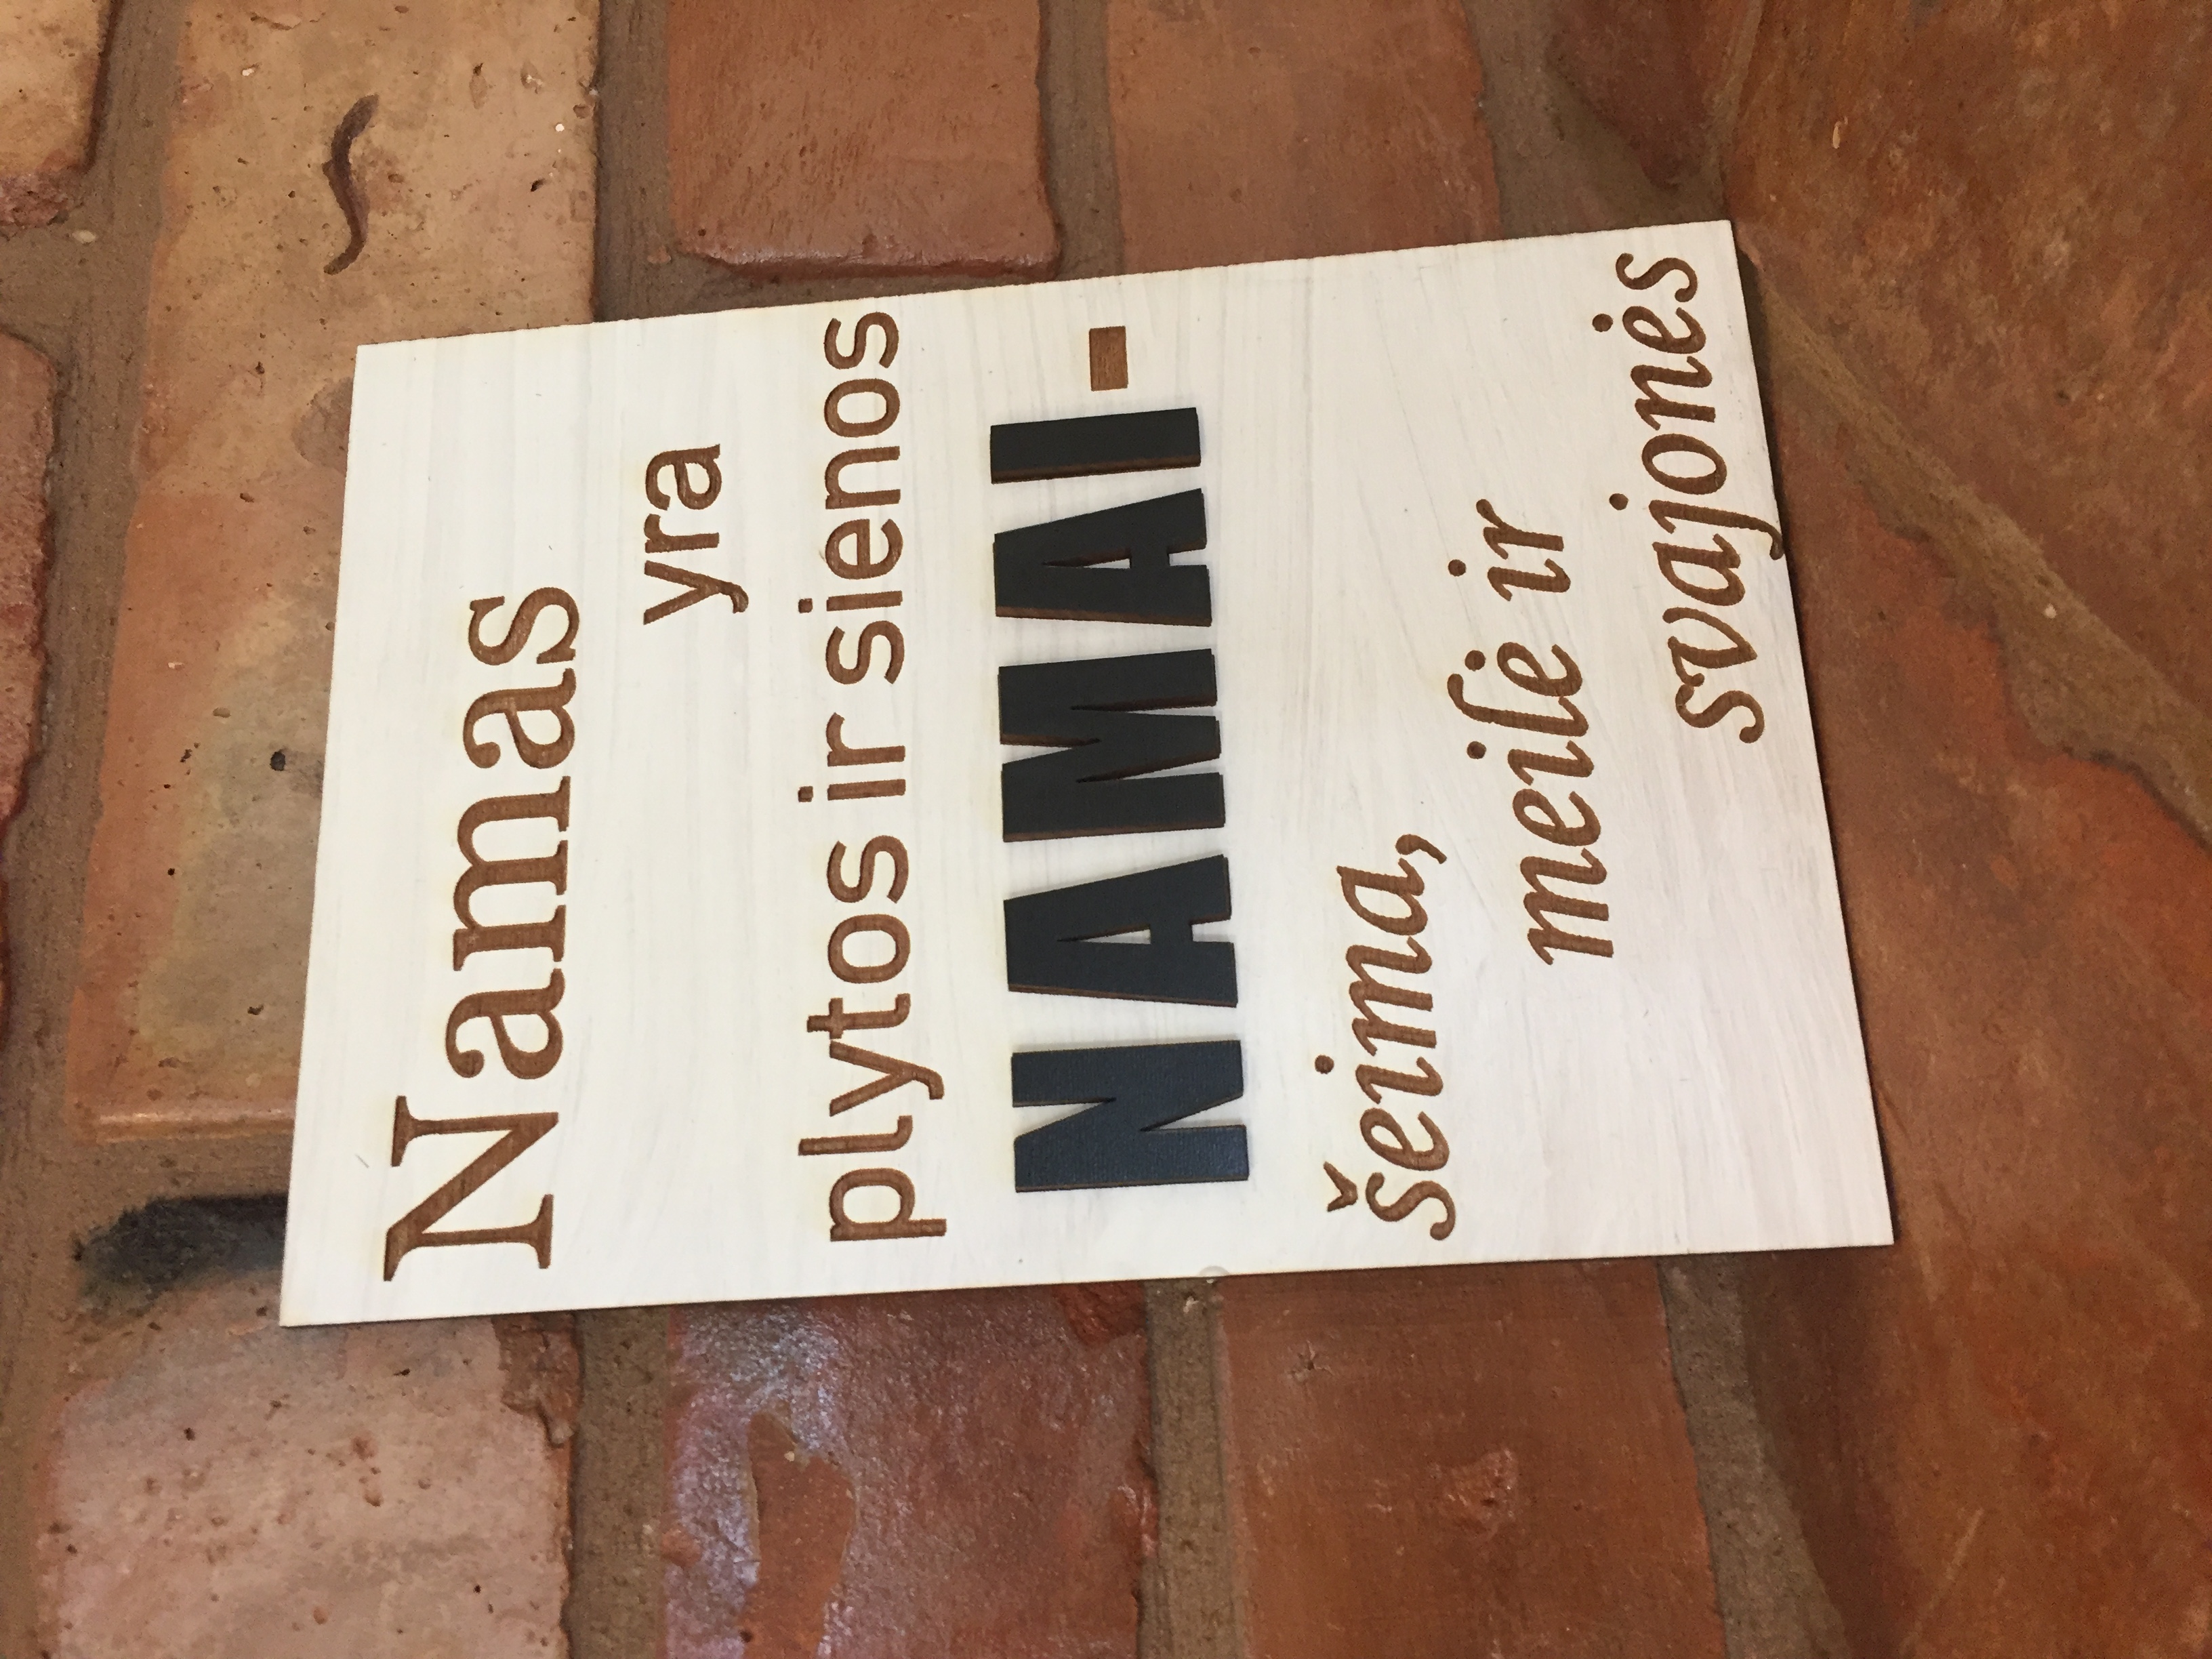 Namas
yra
plytos ir sienos
NAMAI -
šeima,
meilė ir
svajonės